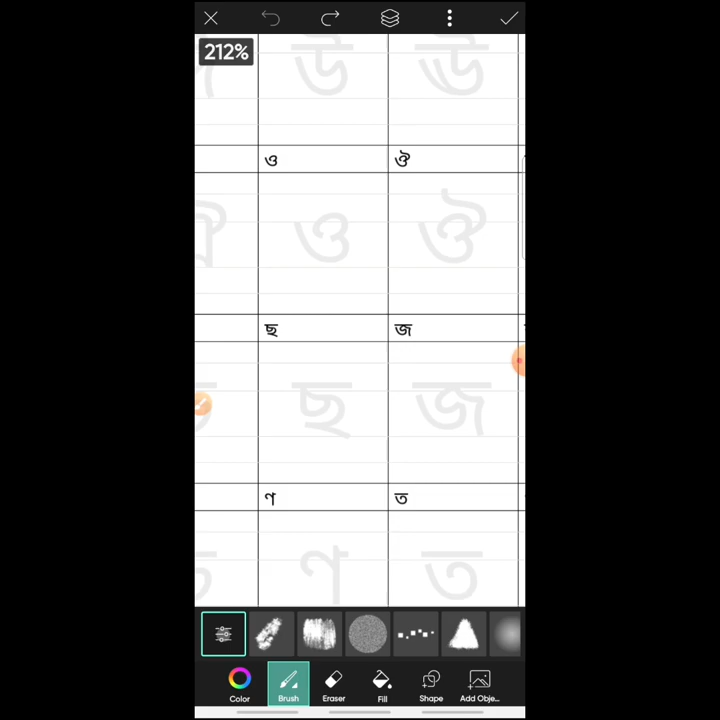 212%
উ ঊ
ও ঔ
ঐ ও ঔ
ছ জ
ছ জ
ণ ত
ণ ত
Color Brush Eraser Fill Shape Add Obje...